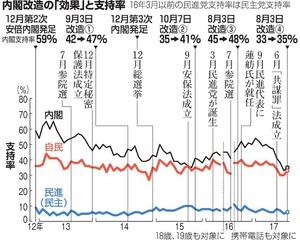 内閣改造の「効果」と支持率 16年3月以前の民進党支持率は民主党支持率
12月第2次
安倍内閣発足
内閣支持率59%
9月3日
改造①
42➡47%
12月第3次
内閣発足
10月7日
改造②
35➡41%
8月3日
改造③
45➡48%
8月3日
改造④
33➡35%
7月参院選
12月特定秘密
保護法成立
12月総選挙
9月安保法成立
3月民進党が誕生
7月参院選
9月民進代表に
蓮舫氏が就任
6月「共謀罪」法成立
(%)
60
50
40
30
20
10
0
支持率
内閣
自民
民進
(民主)
12年
13
14
15
16
17
18歳、19歳も対象に
携帯電話も対象に